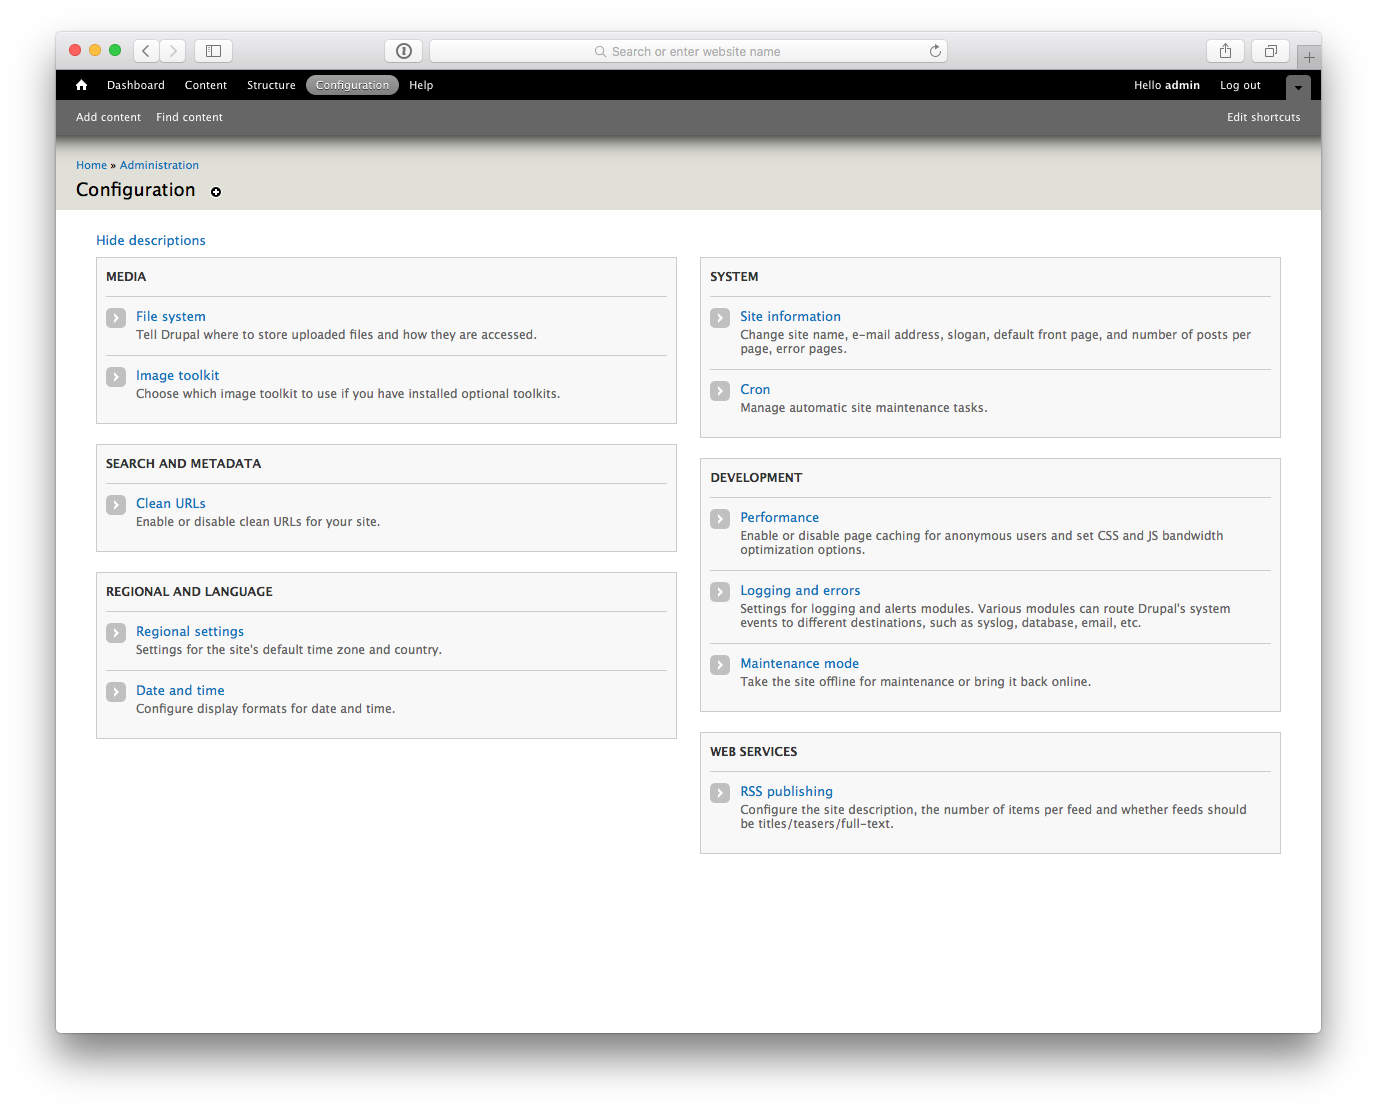 Search or enter website name
Dashboard Content Structure Configuration Help Hello admin Log out
Add content Find content Edit shortcuts
Home » Administration
Configuration
Hide descriptions
MEDIA
File system
Tell Drupal where to store uploaded files and how they are accessed.
Image toolkit
Choose which image toolkit to use if you have installed optional toolkits.
SEARCH AND METADATA
Clean URLs
Enable or disable clean URLs for your site.
REGIONAL AND LANGUAGE
Regional settings
Settings for the site's default time zone and country.
Date and time
Configure display formats for date and time.
SYSTEM
Site information
Change site name, e-mail address, slogan, default front page, and number of posts per
page, error pages.
Cron
Manage automatic site maintenance tasks.
DEVELOPMENT
Performance
Enable or disable page caching for anonymous users and set CSS and JS bandwidth
optimization options.
Logging and errors
Settings for logging and alerts modules. Various modules can route Drupal's system
events to different destinations, such as syslog, database, email, etc.
Maintenance mode
Take the site offline for maintenance or bring it back online.
WEB SERVICES
RSS publishing
Configure the site description, the number of items per feed and whether feeds should
be titles/teasers/full-text.